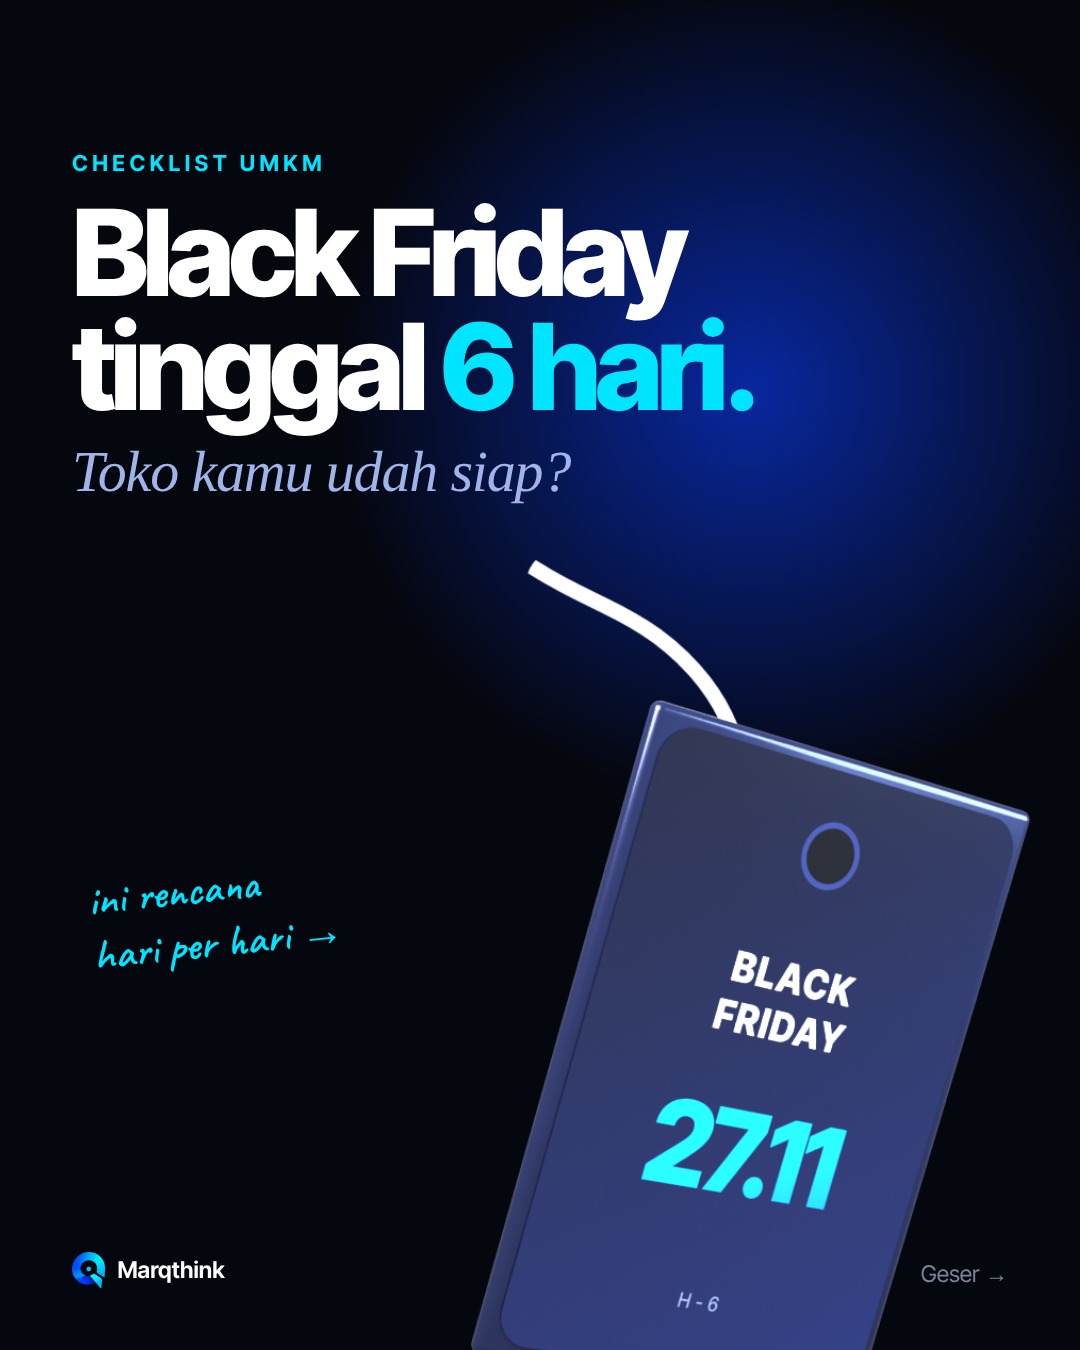 CHECKLIST UMKM
Black Friday
tinggal 6 hari.
Toko kamu udah siap?
ini rencana
hari per hari →
BLACK
FRIDAY
27.11
H-6
Marqthink
Geser →